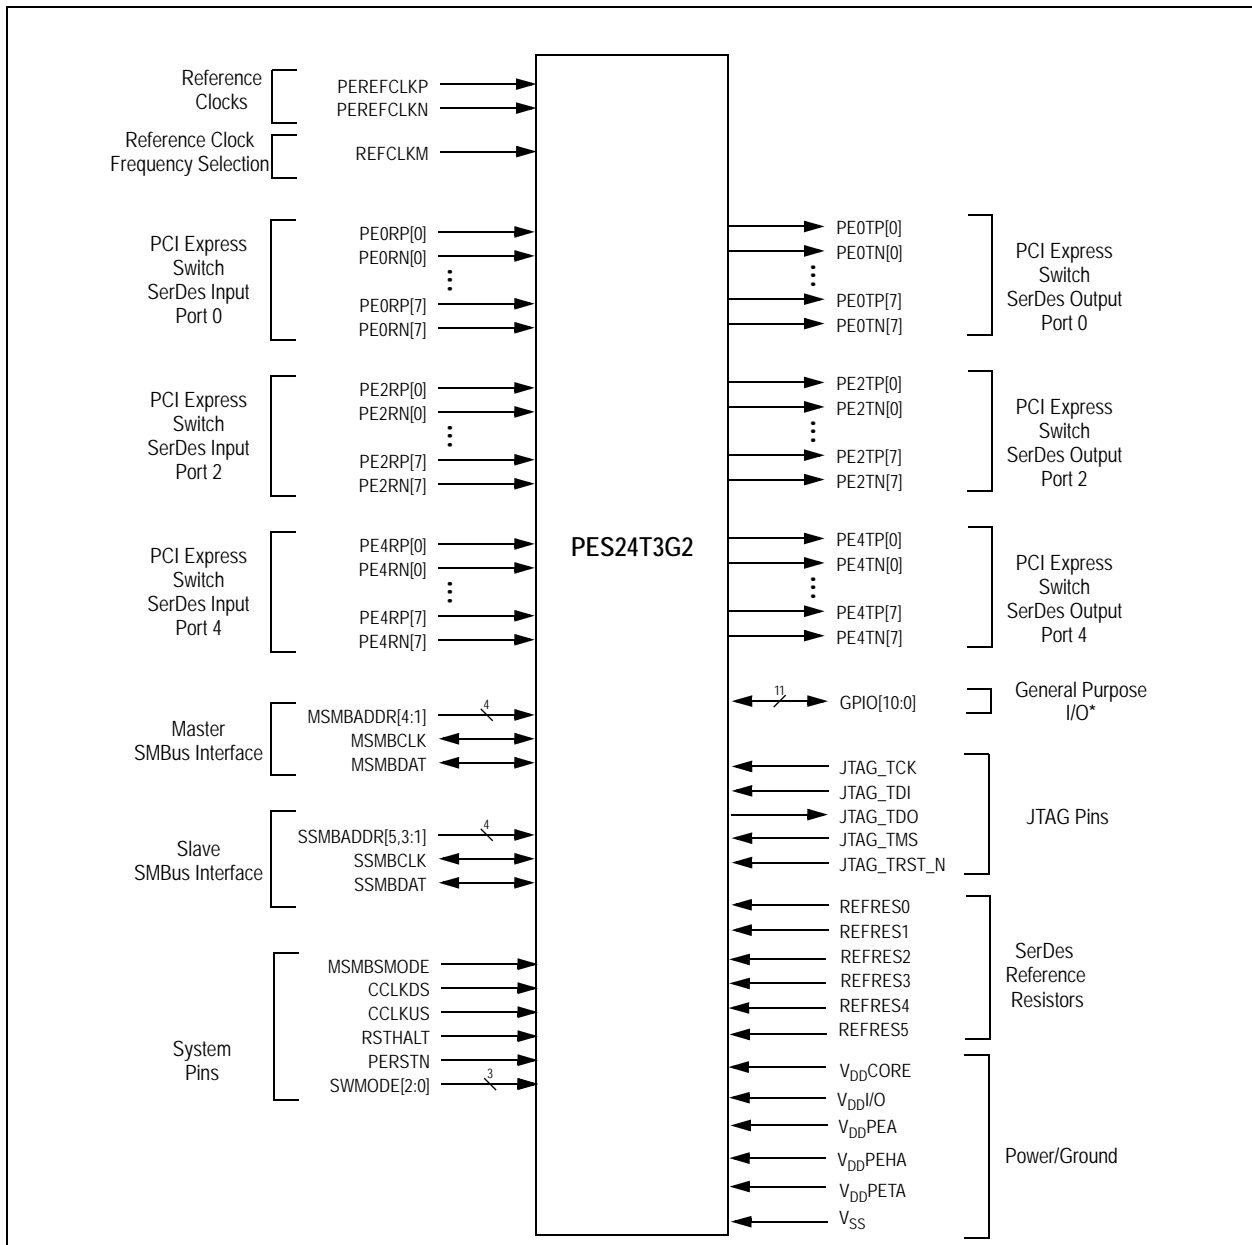 Reference
Clocks
PEREFCLKP
PEREFCLKN
Reference Clock
Frequency Selection
REFCLKM
PCI Express
Switch
SerDes Input
Port 0
PE0RP[0]
PE0RN[0]
PE0RP[7]
PE0RN[7]
PCI Express
Switch
SerDes Input
Port 2
PE2RP[0]
PE2RN[0]
PE2RP[7]
PE2RN[7]
PCI Express
Switch
SerDes Input
Port 4
PE4RP[0]
PE4RN[0]
PE4RP[7]
PE4RN[7]
Master
SMBus Interface
MSMBADDR[4:1]
4
MSMBCLK
MSMBDAT
Slave
SMBus Interface
SSMBADDR[5,3:1]
4
SSMBCLK
SSMBDAT
System
Pins
MSMBSMODE
CCLKDS
CCLKUS
RSTHALT
PERSTN
SWMODE[2:0]
3
PES24T3G2
PE0TP[0]
PE0TN[0]
PE0TP[7]
PE0TN[7]
PCI Express
Switch
SerDes Output
Port 0
PE2TP[0]
PE2TN[0]
PE2TP[7]
PE2TN[7]
PCI Express
Switch
SerDes Output
Port 2
PE4TP[0]
PE4TN[0]
PE4TP[7]
PE4TN[7]
PCI Express
Switch
SerDes Output
Port 4
11
GPIO[10:0]
General Purpose
I/O*
JTAG_TCK
JTAG_TDI
JTAG_TDO
JTAG_TMS
JTAG_TRST_N
JTAG Pins
REFRES0
REFRES1
REFRES2
REFRES3
REFRES4
REFRES5
SerDes
Reference
Resistors
VDDCORE
VDDI/O
VDDPEA
VDDPEHA
VDDPETA
VSS
Power/Ground